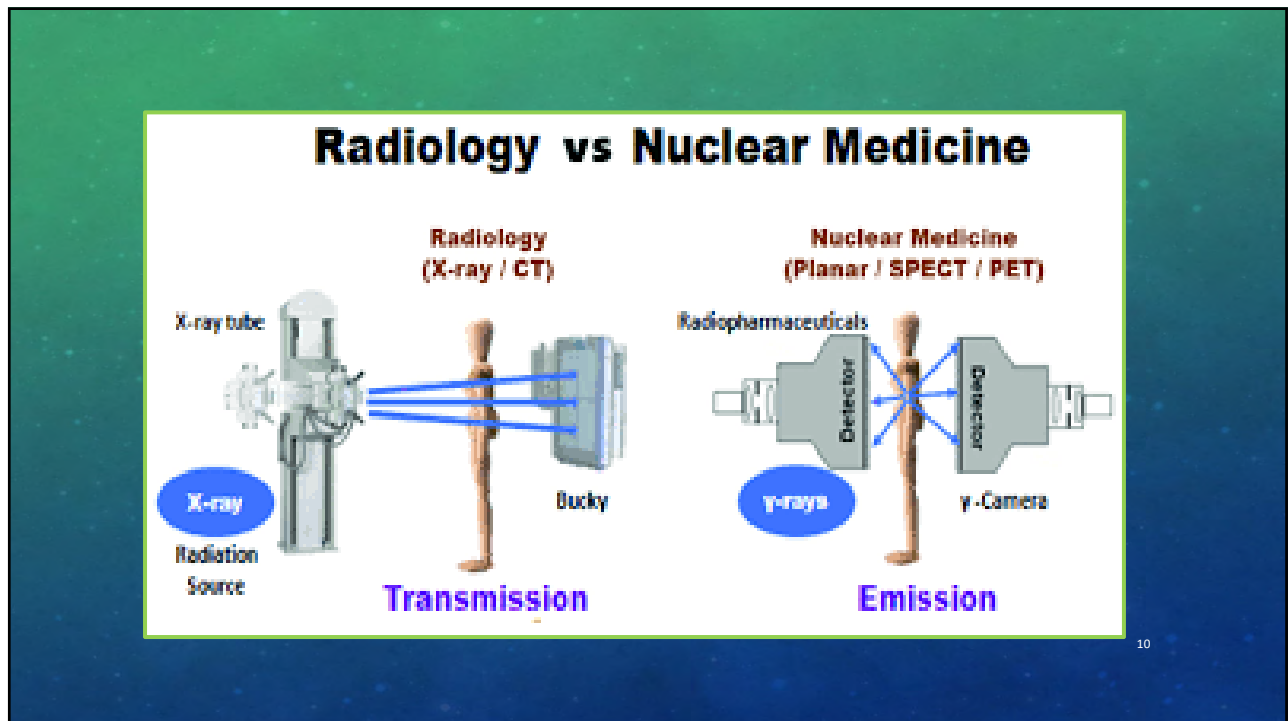 Radiology vs Nuclear Medicine
Radiology
(X-ray / CT)
X-ray tube
X-ray
Radiation
Source
Bucky
Transmission
Nuclear Medicine
(Planar / SPECT / PET)
Radiopharmaceuticals
Detector
Detector
γ-rays
γ-Camera
Emission
10